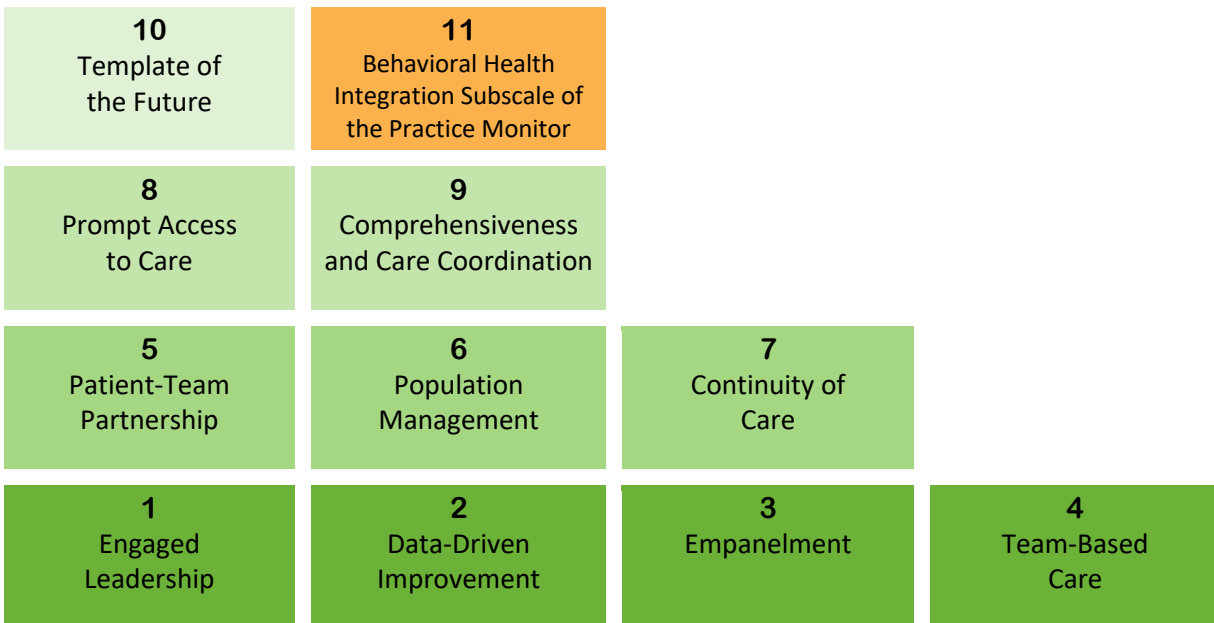 10
Template of
the Future
11
Behavioral Health
Integration Subscale of
the Practice Monitor
8
Prompt Access
to Care
9
Comprehensiveness
and Care Coordination
5
Patient-Team
Partnership
6
Population
Management
7
Continuity of
Care
1
Engaged
Leadership
2
Data-Driven
Improvement
3
Empanelment
4
Team-Based
Care